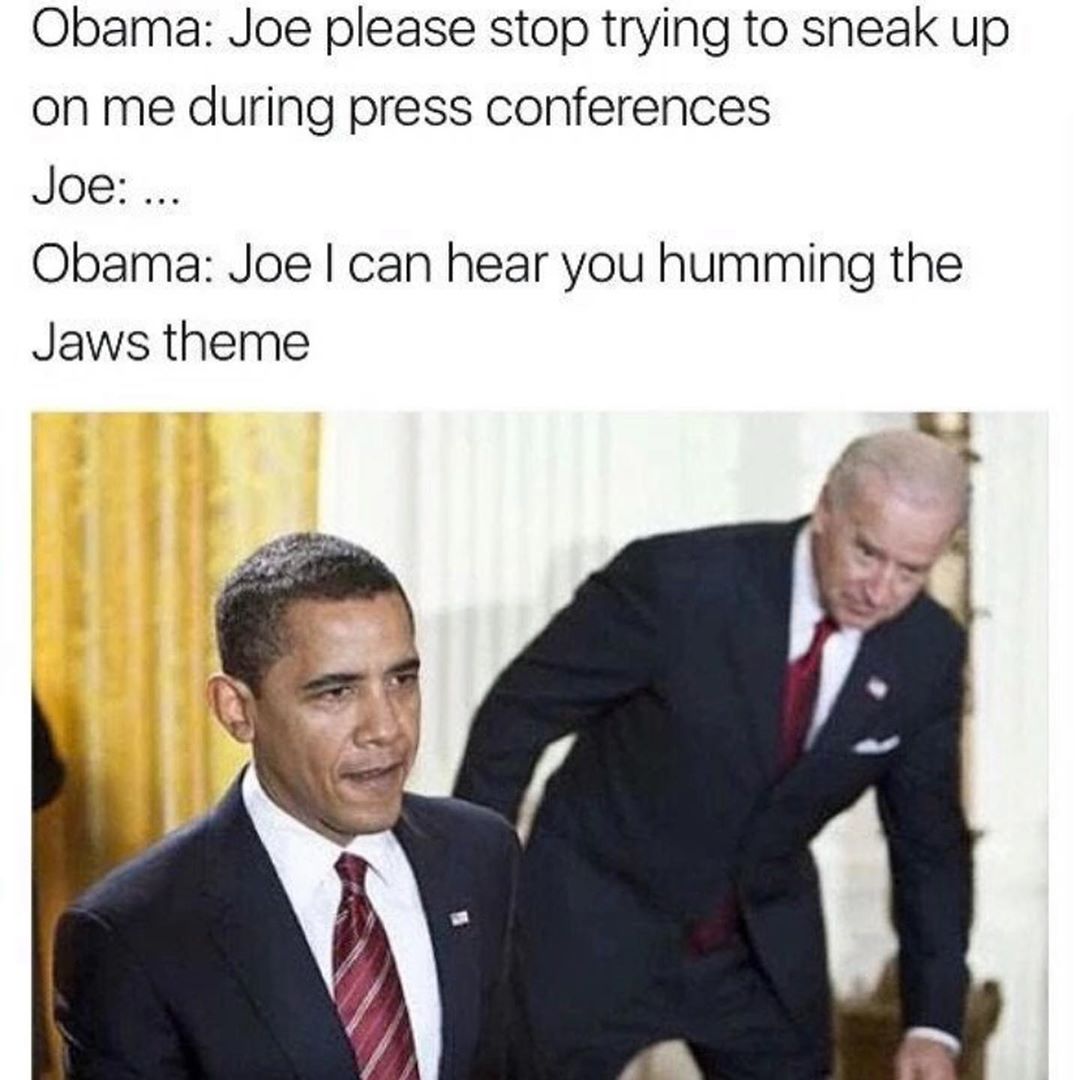 Obama: Joe please stop trying to sneak up
on me during press conferences
Joe: ...
Obama: Joe I can hear you humming the
Jaws theme